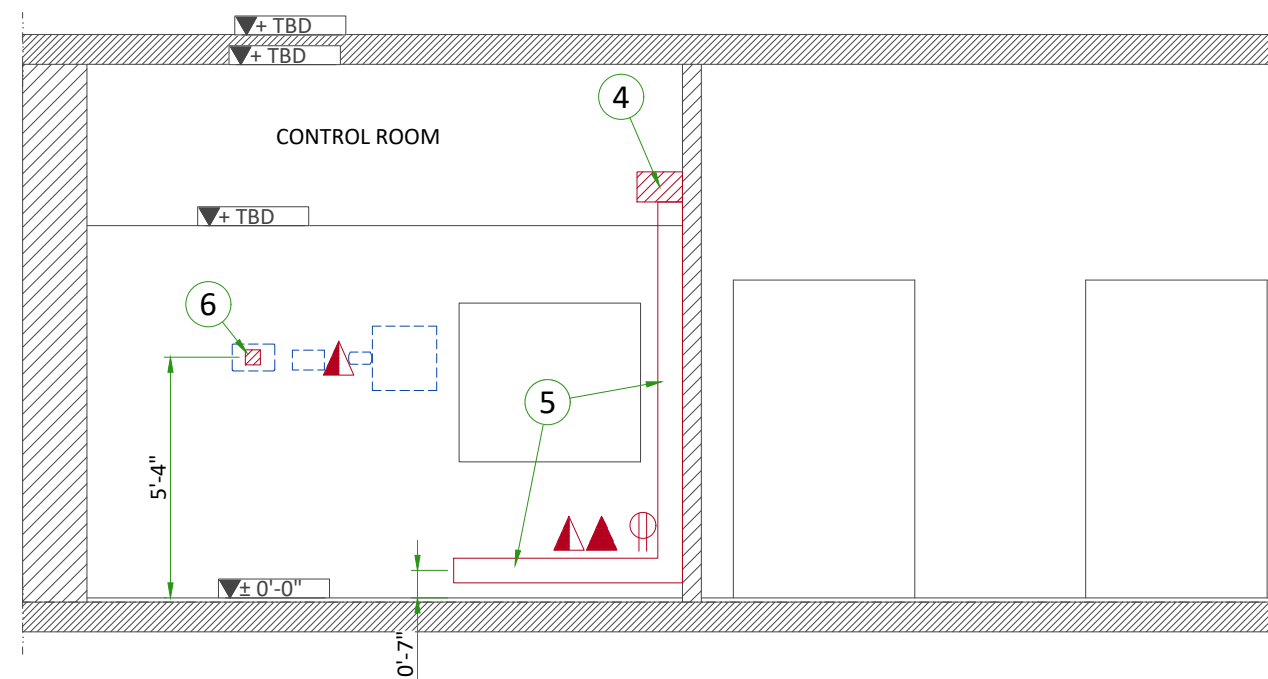 + TBD
+ TBD
4
CONTROL ROOM
+ TBD
6
5
5'-4"
± 0'-0"
0'-7"